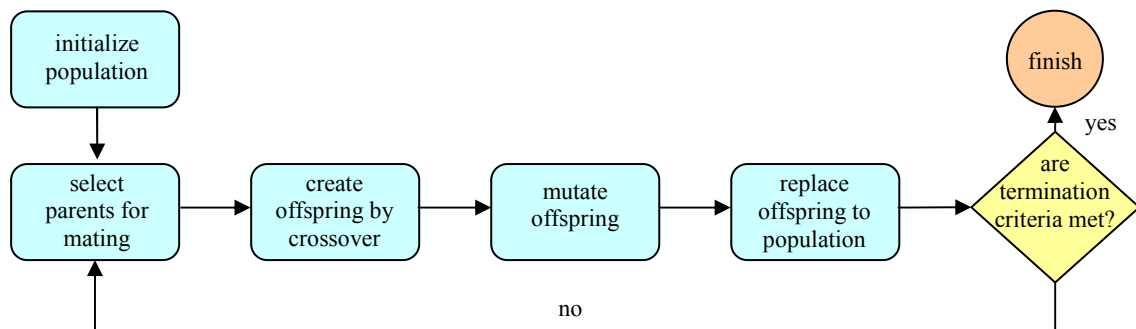 initialize
population
finish
yes
select
parents for
mating
create
offspring by
crossover
mutate
offspring
replace
offspring to
population
are
termination
criteria met?
no